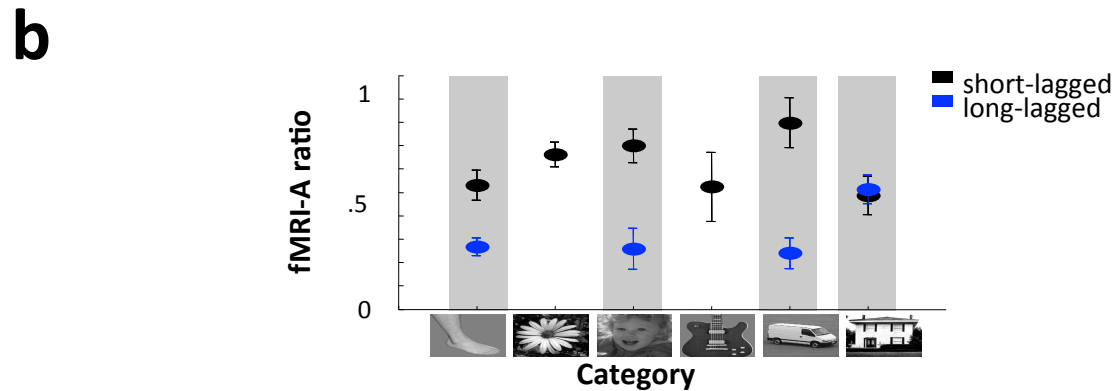 b
1
short-lagged
long-lagged
fMRI-A ratio
.5
0
Category